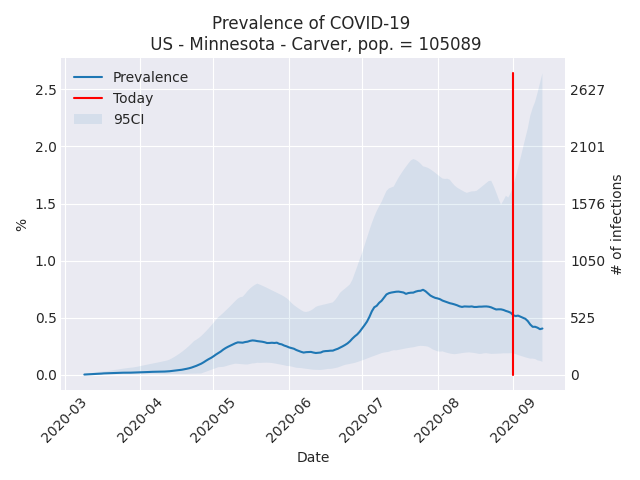 Prevalence of COVID-19
US - Minnesota - Carver, pop. = 105089
Prevalence
Today
95CI
2.5
2.0
1.5
1.0
0.5
0.0
%
2627
2101
1576
1050
525
0
# of infections
2020-03
2020-04
2020-05
2020-06
2020-07
2020-08
2020-09
Date